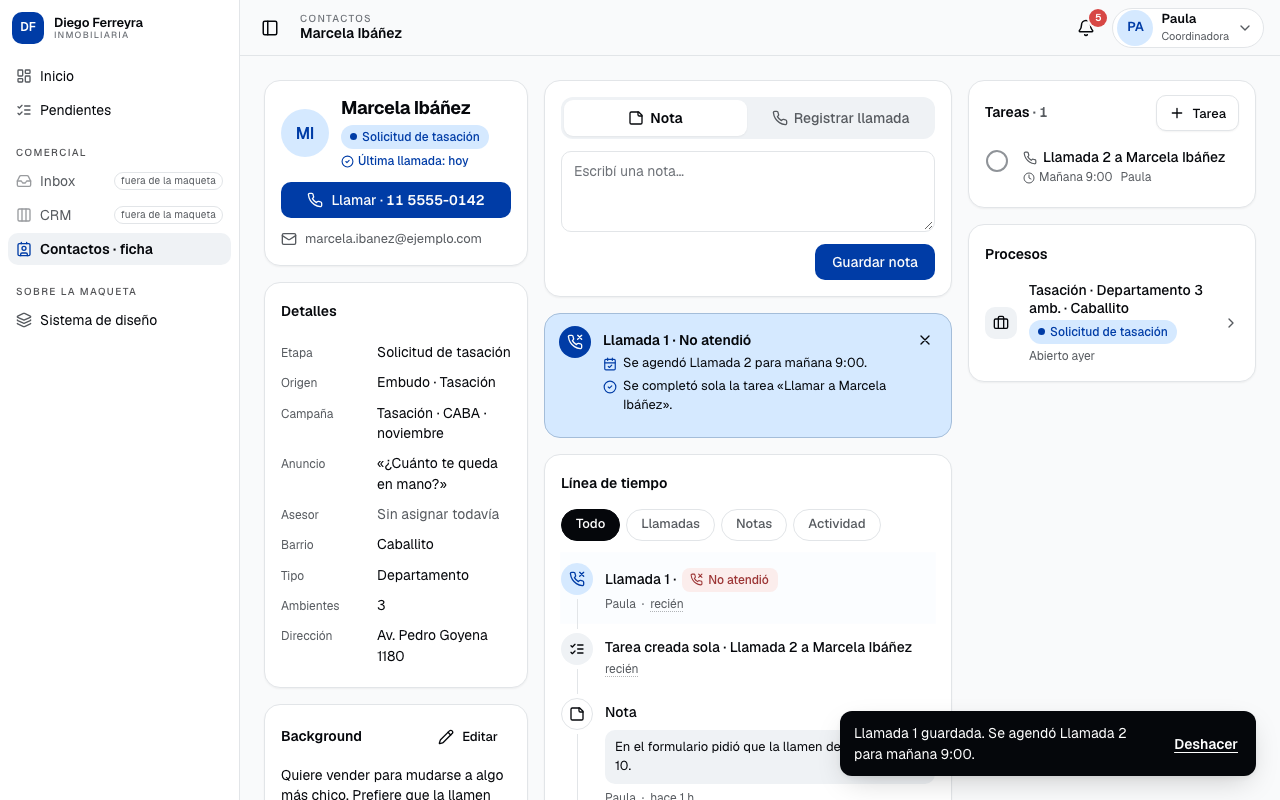 DF
Diego Ferreyra
INMOBILIARIA
Inicio
Pendientes
COMERCIAL
Inbox
fuera de la maqueta
CRM
fuera de la maqueta
Contactos · ficha
SOBRE LA MAQUETA
Sistema de diseño
CONTACTOS
Marcela Ibáñez
5
PA
Paula
Coordinadora
MI
Marcela Ibáñez
Solicitud de tasación
Última llamada: hoy
Llamar · 11 5555-0142
marcela.ibanez@ejemplo.com
Detalles
Etapa
Solicitud de tasación
Origen
Embudo · Tasación
Campaña
Tasación · CABA ·
noviembre
Anuncio
«¿Cuánto te queda
en mano?»
Asesor
Sin asignar todavía
Barrio
Caballito
Tipo
Departamento
Ambientes
3
Dirección
Av. Pedro Goyena
1180
Background
Editar
Quiere vender para mudarse a algo
más chico. Prefiere que la llamen
Nota
Registrar llamada
Escribí una nota…
Guardar nota
Llamada 1 · No atendió
Se agendó Llamada 2 para mañana 9:00.
Se completó sola la tarea «Llamar a Marcela
Ibáñez».
Línea de tiempo
Todo
Llamadas
Notas
Actividad
Llamada 1 ·
No atendió
Paula · recién
Tarea creada sola · Llamada 2 a Marcela Ibáñez
recién
Nota
En el formulario pidió que la llamen de
10.
Paula · hace 1 h
Tareas · 1
Tarea
Llamada 2 a Marcela Ibáñez
Mañana 9:00
Paula
Procesos
Tasación · Departamento 3
amb. · Caballito
Solicitud de tasación
Abierto ayer
Llamada 1 guardada. Se agendó Llamada 2
para mañana 9:00.
Deshacer